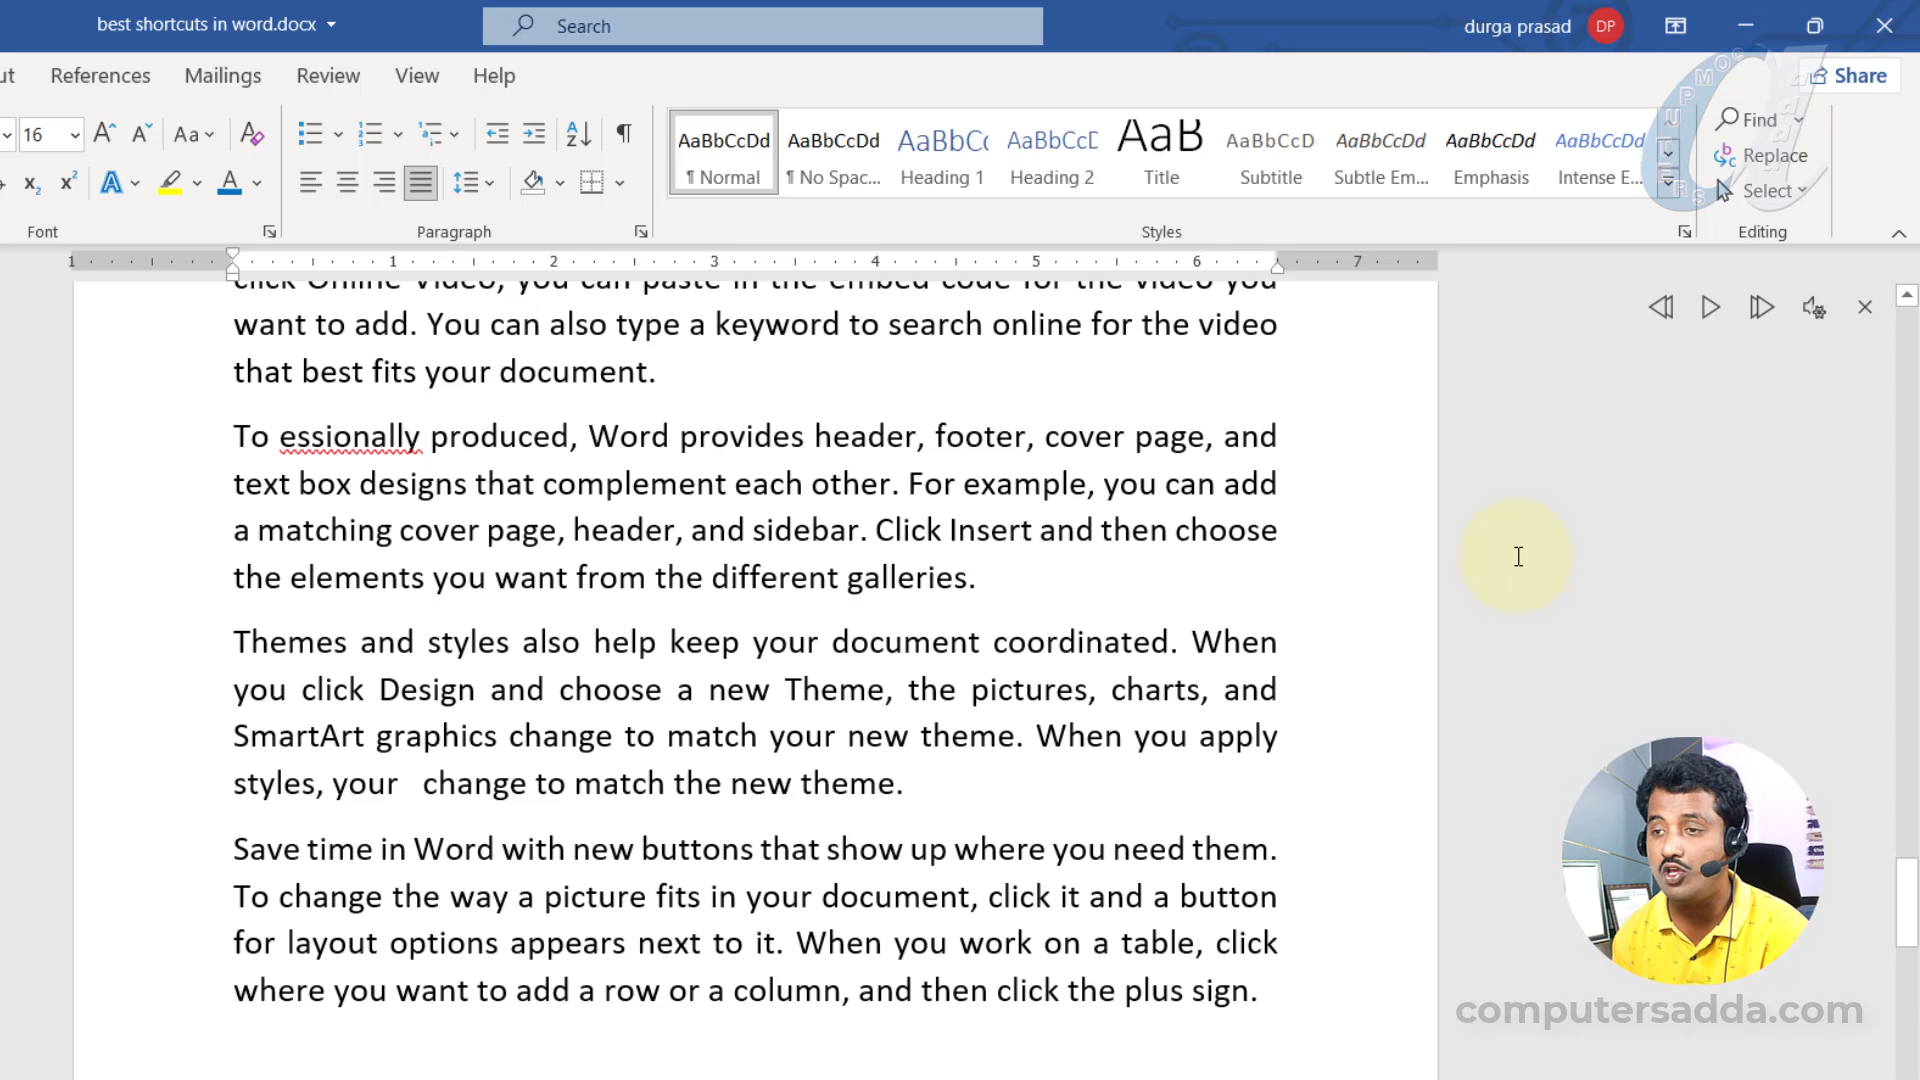 best shortcuts in word.docx
Search
durga prasad
DP
References
Mailings
Review
View
Help
Share
16
Aa
Find
Replace
Select
AaBbCcDd
¶ Normal
AaBbCcDd
¶ No Spac...
AaBbCc
Heading 1
AaBbCcD
Heading 2
AaB
Title
AaBbCcD
Subtitle
AaBbCcDd
Subtle Em...
AaBbCcDd
Emphasis
AaBbCcDd
Intense E...
Font
Paragraph
Styles
Editing
1 1 2 3 4 5 6 7
click Online Video, you can paste in the embed code for the video you
want to add. You can also type a keyword to search online for the video
that best fits your document.
To essionally produced, Word provides header, footer, cover page, and
text box designs that complement each other. For example, you can add
a matching cover page, header, and sidebar. Click Insert and then choose
the elements you want from the different galleries.
Themes and styles also help keep your document coordinated. When
you click Design and choose a new Theme, the pictures, charts, and
SmartArt graphics change to match your new theme. When you apply
styles, your change to match the new theme.
Save time in Word with new buttons that show up where you need them.
To change the way a picture fits in your document, click it and a button
for layout options appears next to it. When you work on a table, click
where you want to add a row or a column, and then click the plus sign.
computersadda.com